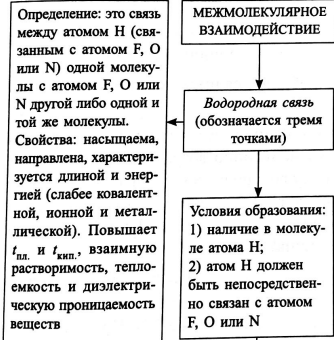 Определение: это связь
между атомом Н (свя-
занным с атомом F, O
или N) одной молеку-
лы с атомом F, O или
N другой либо одной и
той же молекулы.
Свойства: насыщаема,
направлена, характери-
зуется длиной и энер-
гией (слабее ковалент-
ной, ионной и метал-
лической). Повышает
tпл. и tкип., взаимную
растворимость, тепло-
емкость и диэлектри-
ческую проницаемость
веществ
МЕЖМОЛЕКУЛЯРНОЕ
ВЗАИМОДЕЙСТВИЕ
Водородная связь
(обозначается тремя
точками)
Условия образования:
1) наличие в молеку-
ле атома Н;
2) атом Н должен
быть непосредствен-
но связан с атомом
F, O или N